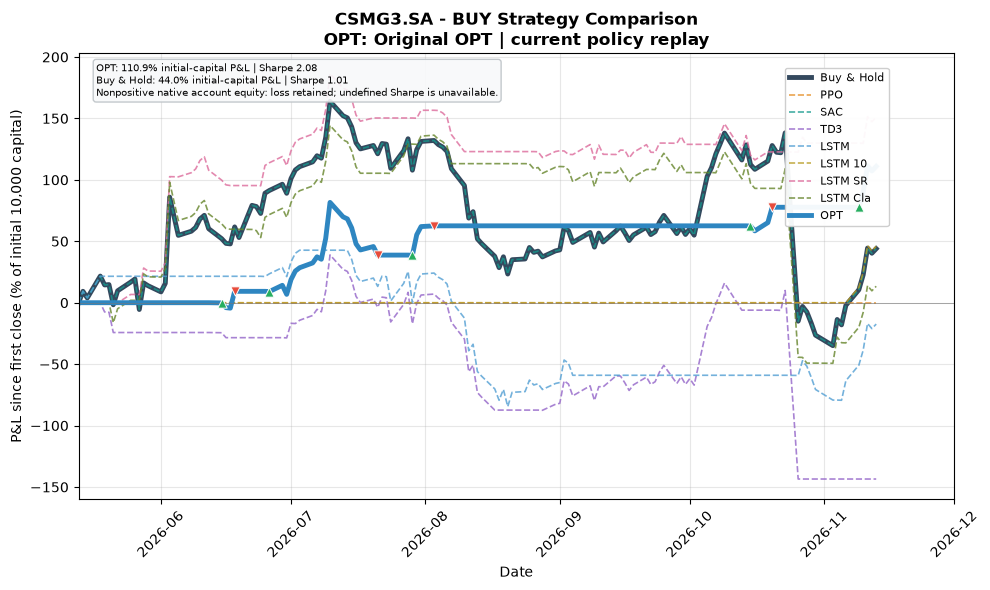 CSMG3.SA - BUY Strategy Comparison
OPT: Original OPT | current policy replay
OPT: 110.9% initial-capital P&L | Sharpe 2.08
Buy & Hold: 44.0% initial-capital P&L | Sharpe 1.01
Nonpositive native account equity: loss retained; undefined Sharpe is unavailable.
Buy & Hold
PPO
SAC
TD3
LSTM
LSTM 10
LSTM SR
LSTM Cla
OPT
P&L since first close (% of initial 10,000 capital)
200
150
100
50
0
−50
−100
−150
2026-06
2026-07
2026-08
2026-09
2026-10
2026-11
2026-12
Date